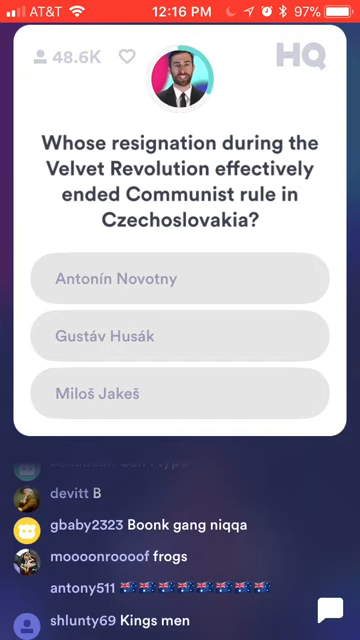 AT&T 12:16 PM 97%
48.6K HQ
Whose resignation during the
Velvet Revolution effectively
ended Communist rule in
Czechoslovakia?
Antonín Novotny
Gustáv Husák
Miloš Jakeš
devitt B
gbaby2323 Boonk gang niqqa
moooonroooof frogs
antony511 🇦🇺🇦🇺🇦🇺🇦🇺🇦🇺🇦🇺🇦🇺🇦🇺
shlunty69 Kings men